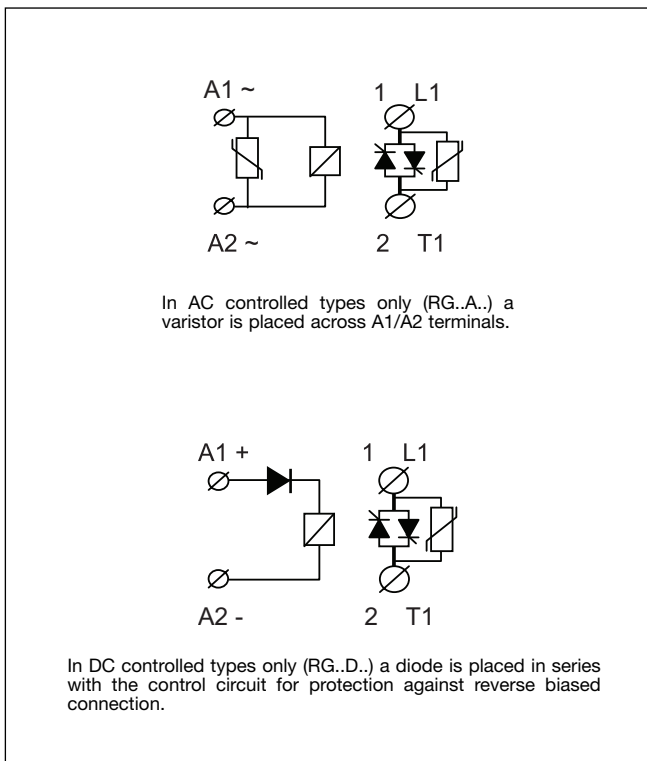 A1 ~
1 L1
A2 ~
2 T1
In AC controlled types only (RG..A..) a
varistor is placed across A1/A2 terminals.
A1 +
1 L1
A2 -
2 T1
In DC controlled types only (RG..D..) a diode is placed in series
with the control circuit for protection against reverse biased
connection.